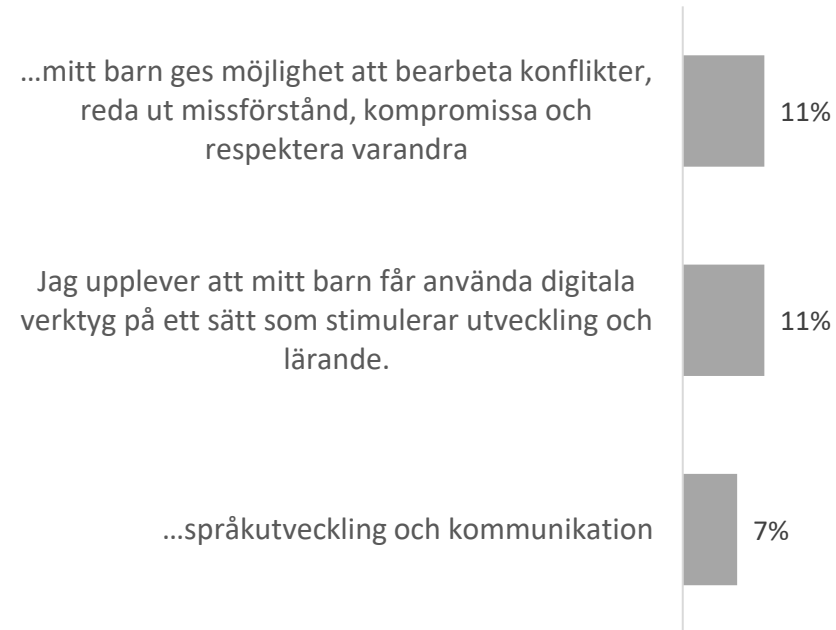 ...mitt barn ges möjlighet att bearbeta konflikter,
reda ut missförstånd, kompromissa och
respektera varandra
11%
Jag upplever att mitt barn får använda digitala
verktyg på ett sätt som stimulerar utveckling och
lärande.
11%
...språkutveckling och kommunikation
7%